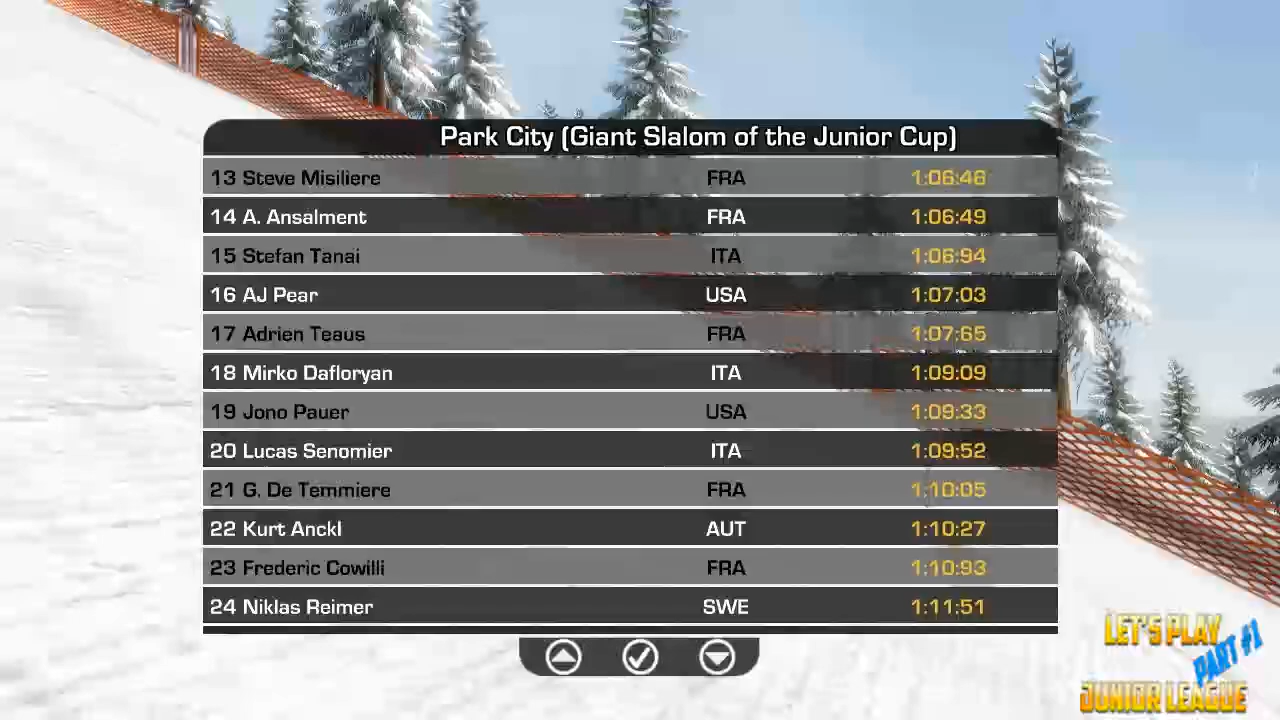 Park City (Giant Slalom of the Junior Cup)
13 Steve Misiliere FRA 1:06:46
14 A. Ansalment FRA 1:06:49
15 Stefan Tanai ITA 1:06:94
16 AJ Pear USA 1:07:03
17 Adrien Teaus FRA 1:07:65
18 Mirko Dafloryan ITA 1:09:09
19 Jono Pauer USA 1:09:33
20 Lucas Senomier ITA 1:09:52
21 G. De Temmiere FRA 1:10:05
22 Kurt Anckl AUT 1:10:27
23 Frederic Cowilli FRA 1:10:93
24 Niklas Reimer SWE 1:11:51
LET'S PLAY
PART #1
JUNIOR LEAGUE